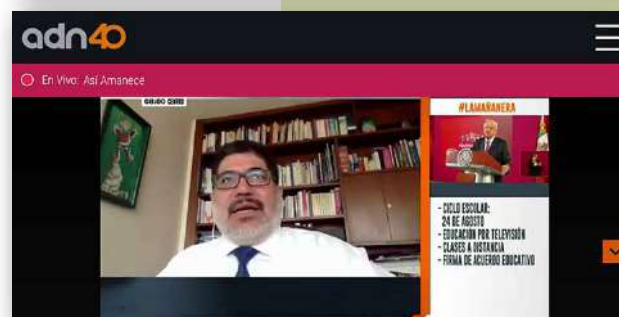 adn40
En Vivo: Así Amanece
#LAMAÑANERA
- CICLO ESCOLAR:
24 DE AGOSTO
- EDUCACIÓN POR TELEVISIÓN
- CLASES A DISTANCIA
- FIRMA DE ACUERDO EDUCATIVO